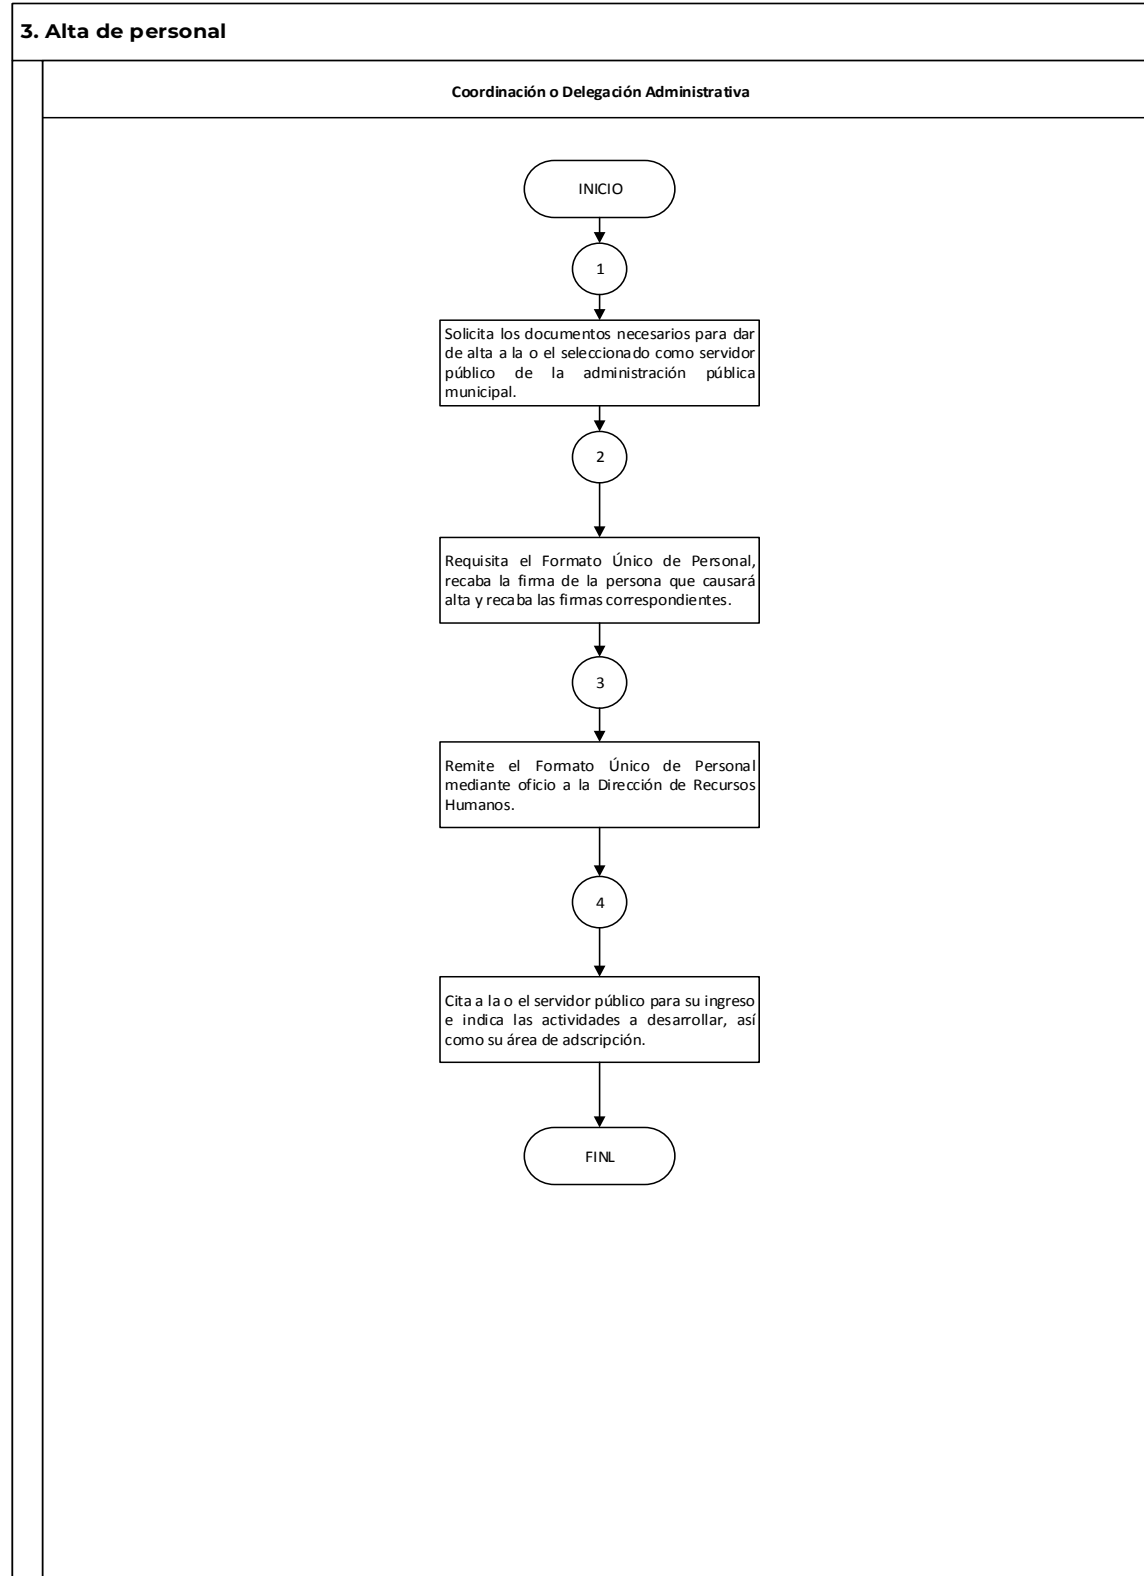 3. Alta de personal
Coordinación o Delegación Administrativa
INICIO
1
Solicita los documentos necesarios para dar
de alta a la o el seleccionado como servidor
público de la administración pública
municipal.
2
Requisita el Formato Único de Personal,
recaba la firma de la persona que causará
alta y recaba las firmas correspondientes.
3
Remite el Formato Único de Personal
mediante oficio a la Dirección de Recursos
Humanos.
4
Cita a la o el servidor público para su ingreso
e indica las actividades a desarrollar, así
como su área de adscripción.
FINL